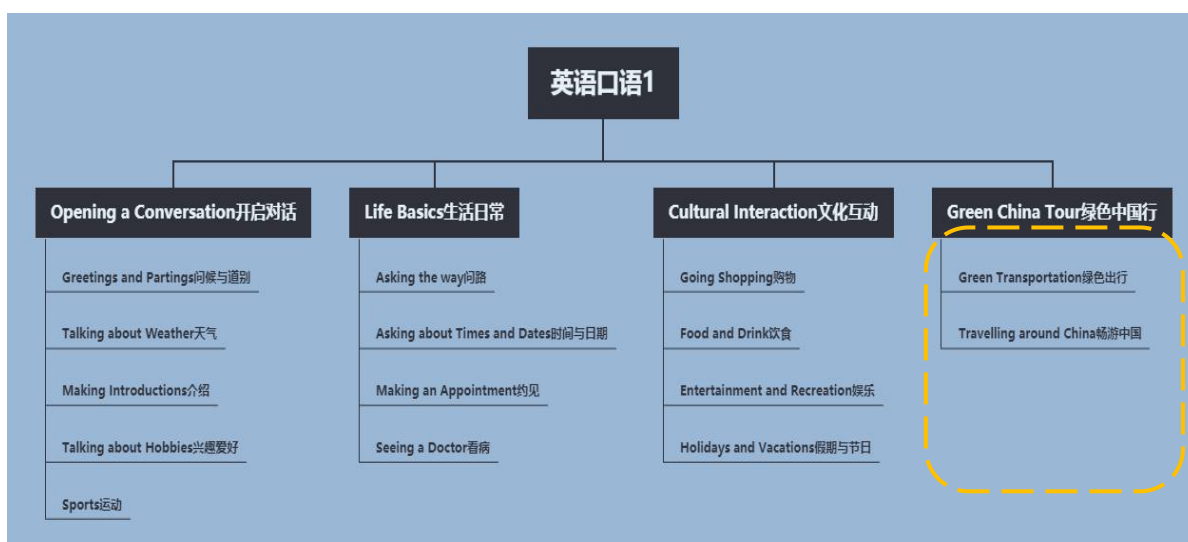 英语口语1
Opening a Conversation开启对话
Greetings and Partings问候与道别
Talking about Weather天气
Making Introductions介绍
Talking about Hobbies兴趣爱好
Sports运动
Life Basics生活日常
Asking the way问路
Asking about Times and Dates时间与日期
Making an Appointment约见
Seeing a Doctor看病
Cultural Interaction文化互动
Going Shopping购物
Food and Drink饮食
Entertainment and Recreation娱乐
Holidays and Vacations假期与节日
Green China Tour绿色中国行
Green Transportation绿色出行
Travelling around China畅游中国